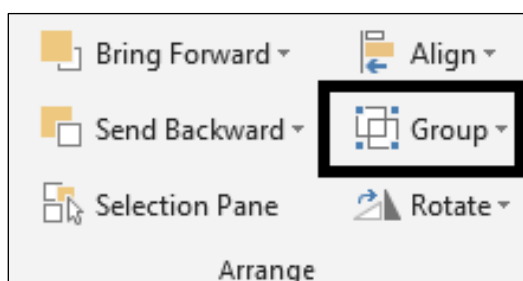 Bring Forward Align
Send Backward Group
Selection Pane Rotate
Arrange